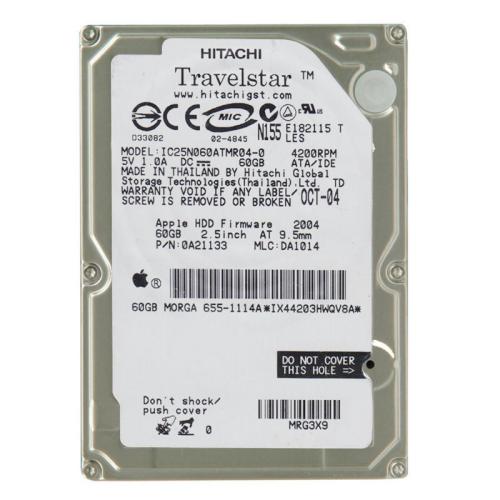 HITACHI
Travelstar ™
www.hitachigst.com
CE MIC
D33082 02-4845 N155 E182115 T
LES
MODEL:IC25N060ATMR04-0 4200RPM
5V 1.0A DC 60GB ATA/IDE
MADE IN THAILAND BY Hitachi Global
Storage Technologies(Thailand)Ltd. TD
WARRANTY VOID IF ANY LABEL/ OCT-04
SCREW IS REMOVED OR BROKEN
Apple HDD Firmware 2004
60GB 2.5inch AT 9.5mm
P/N:0A21133 MLC:DA1014
®
60GB MORGA 655-1114A*IX44203HWQV8A*
DO NOT COVER
THIS HOLE =>
Don't shock/
push cover
0
MRG3X9